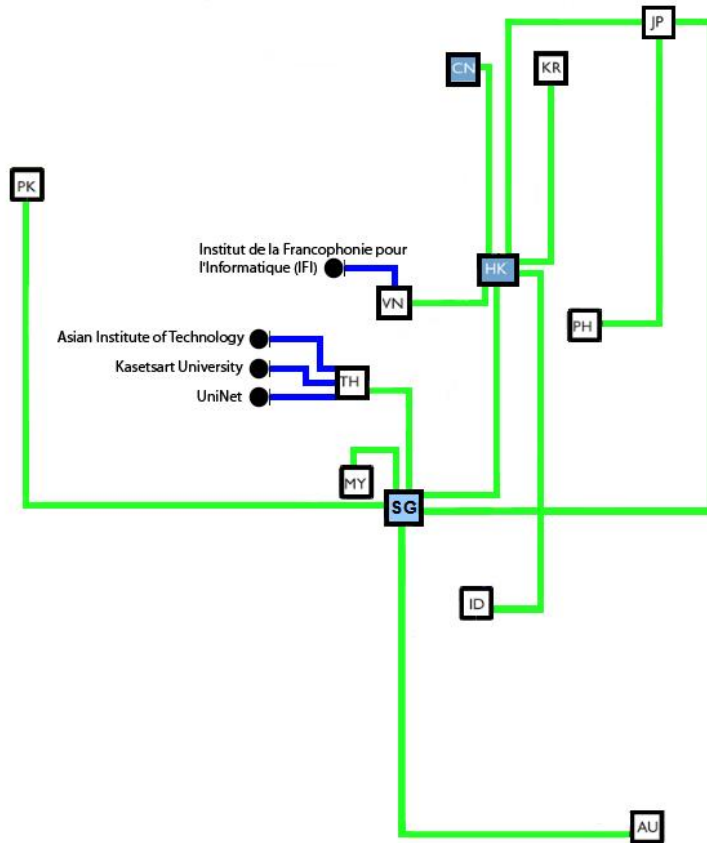 JP
CN
KR
PK
Institut de la Francophonie pour
l'Informatique (IFI)
HK
VN
PH
Asian Institute of Technology
Kasetsart University
UniNet
TH
MY
SG
ID
AU